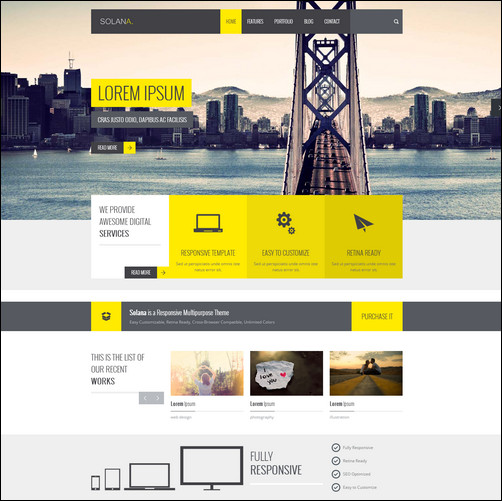 SOLANA.
HOME FEATURES PORTFOLIO BLOG CONTACT
LOREM IPSUM
CRAS JUSTO ODIO, DAPIBUS AC FACILISIS
READ MORE
WE PROVIDE
AWESOME DIGITAL
SERVICES
READ MORE
RESPONSIVE TEMPLATE
Sed ut perspiciatis unde omnis iste
natus error sit.
EASY TO CUSTOMIZE
Sed ut perspiciatis unde omnis iste
natus error sit.
RETINA READY
Sed ut perspiciatis unde omnis iste
natus error sit.
Solana is a Responsive Multipurpose Theme
Easy Customizable, Retina Ready, Cross-Browser Compatible, Unlimited Colors
PURCHASE IT
THIS IS THE LIST OF
OUR RECENT
WORKS
Lorem Ipsum
web design
I love
you
Lorem Ipsum
photography
Lorem Ipsum
illustration
FULLY
RESPONSIVE
Fully Responsive
Retina Ready
SEO Optimized
Easy to Customize